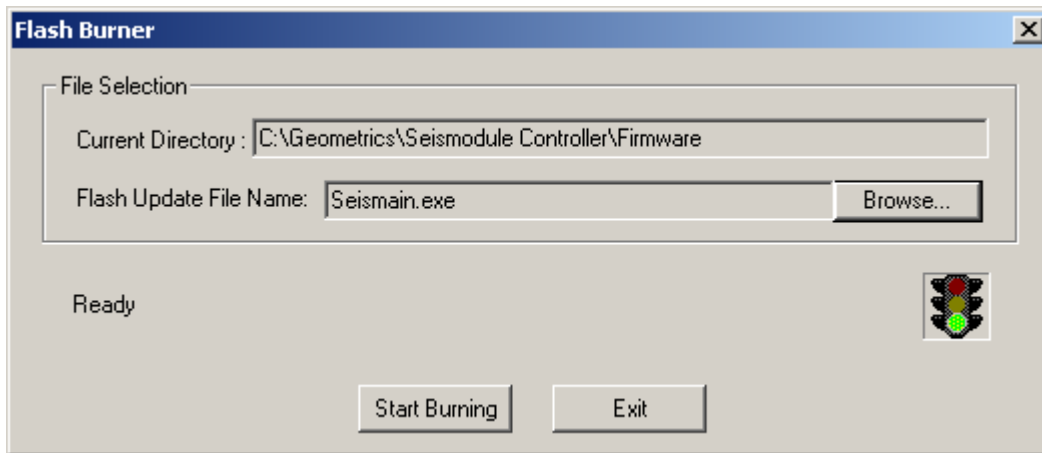 Flash Burner
File Selection
Current Directory : C:\Geometrics\Seismodule Controller\Firmware
Flash Update File Name: Seismain.exe Browse...
Ready
Start Burning Exit